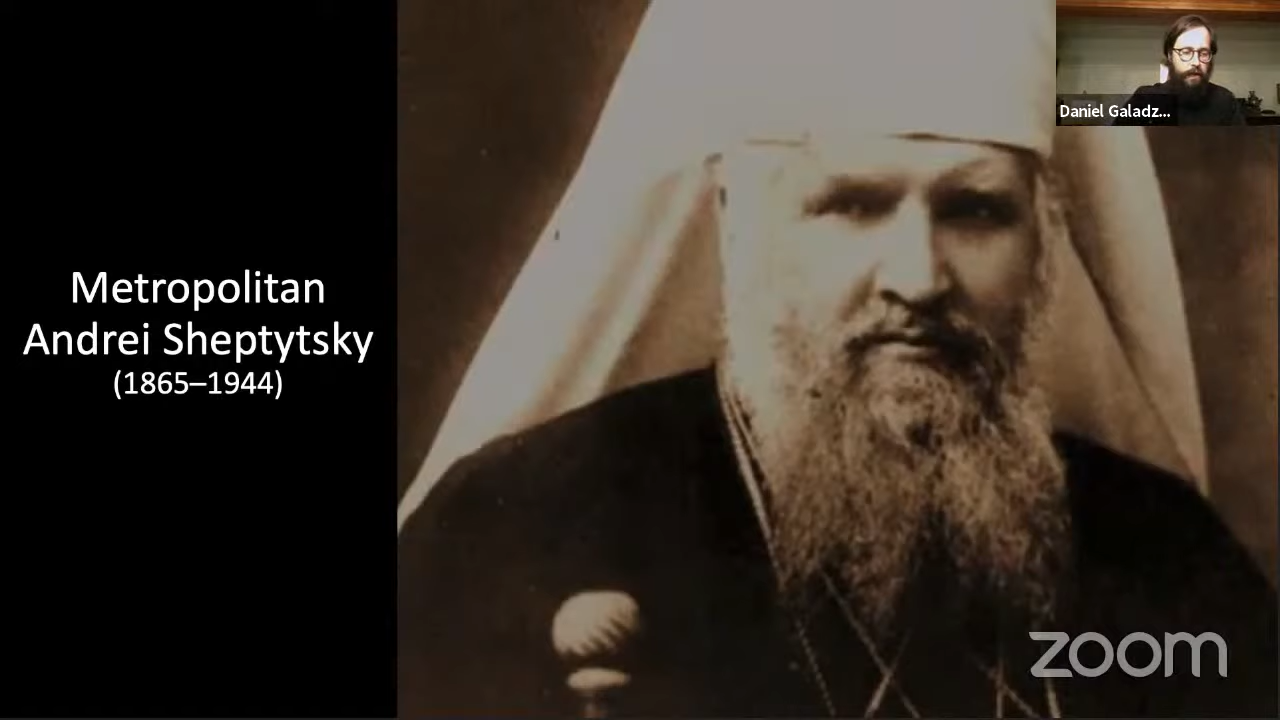 Metropolitan
Andrei Sheptytsky
(1865–1944)
Daniel Galadz...
zoom